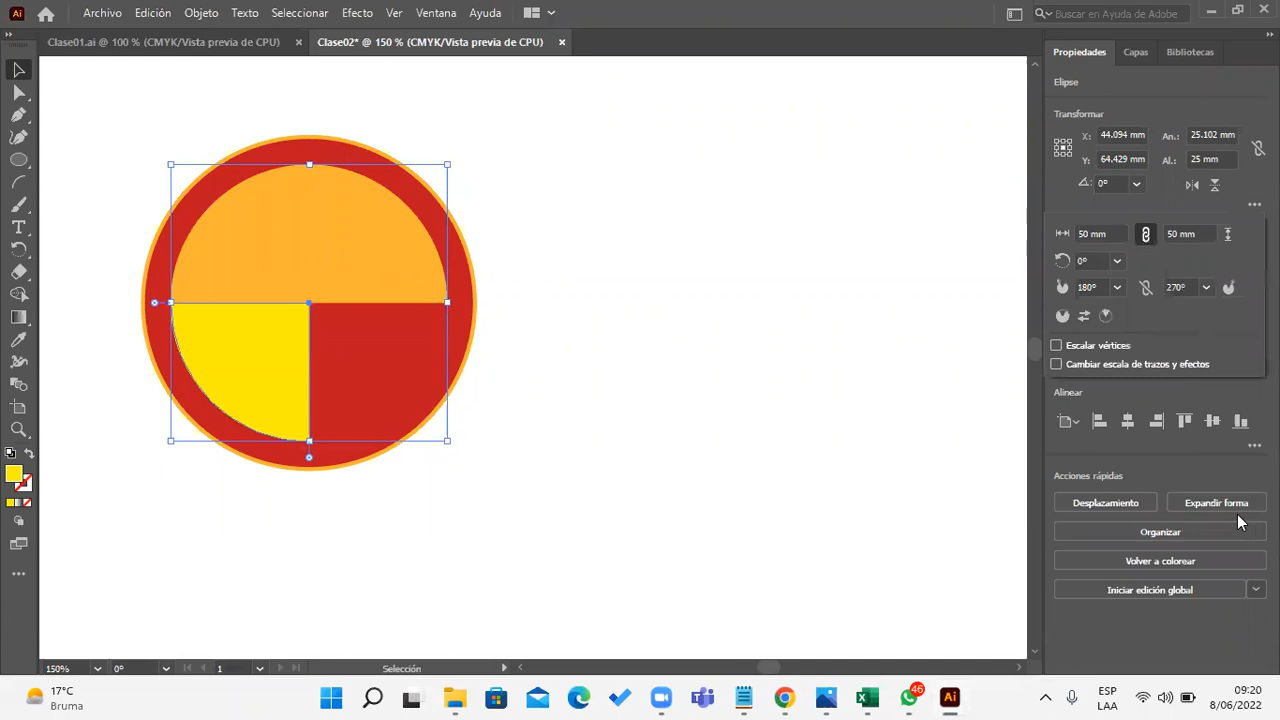 Ai Archivo Edición Objeto Texto Seleccionar Efecto Ver Ventana Ayuda Buscar en Ayuda de Adobe
Clase01.ai @ 100 % (CMYK/Vista previa de CPU) × Clase02* @ 150 % (CMYK/Vista previa de CPU) ×
Propiedades Capas Bibliotecas
Elipse
Transformar
X: 44.094 mm An.: 25.102 mm
Y: 64.429 mm Al.: 25 mm
0°
50 mm 50 mm
0°
180° 270°
Escalar vértices
Cambiar escala de trazos y efectos
Alinear
Acciones rápidas
Desplazamiento Expandir forma
Organizar
Volver a colorear
Iniciar edición global
150% 0° 1 Selección
17°C
Bruma
46
Ai
ESP
LAA
09:20
8/06/2022